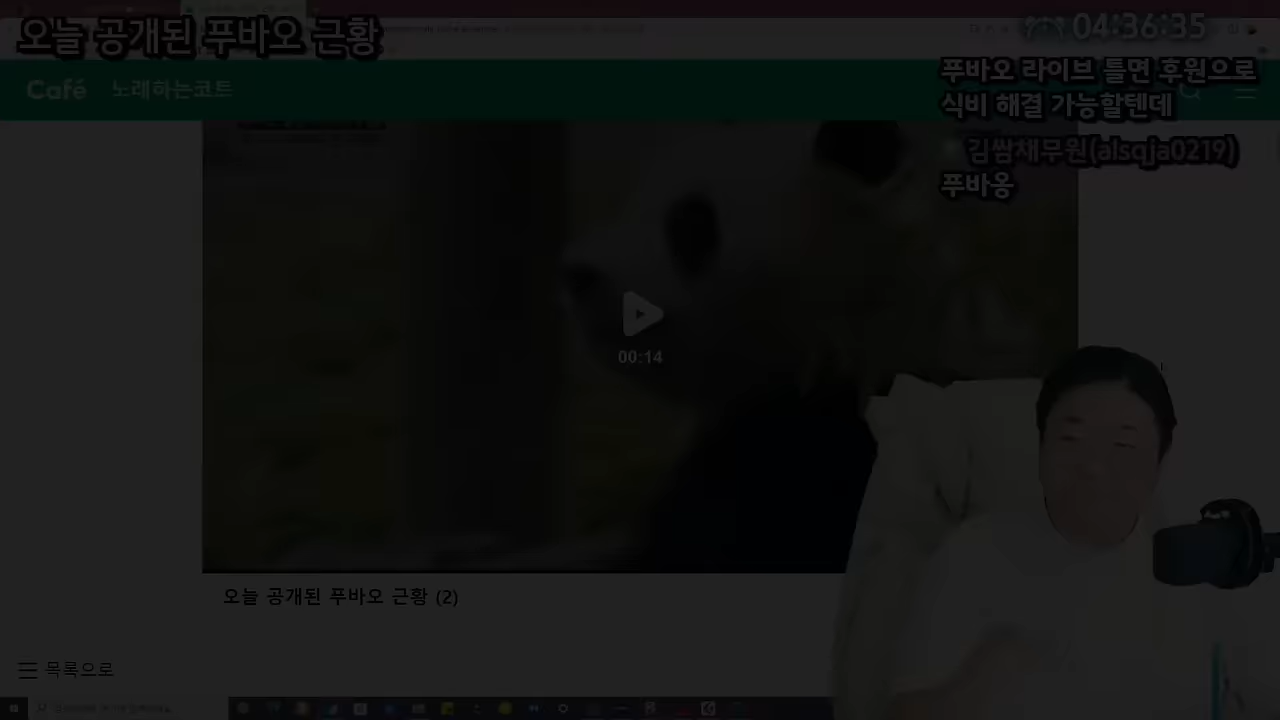 오늘 공개된 푸바오 근황
04:36:35
Café 노래하는코트
푸바오 라이브 틀면 후원으로
식비 해결 가능할텐데
김쌈채무원(alsqja0219)
푸바옹
00:14
오늘 공개된 푸바오 근황 (2)
목록으로